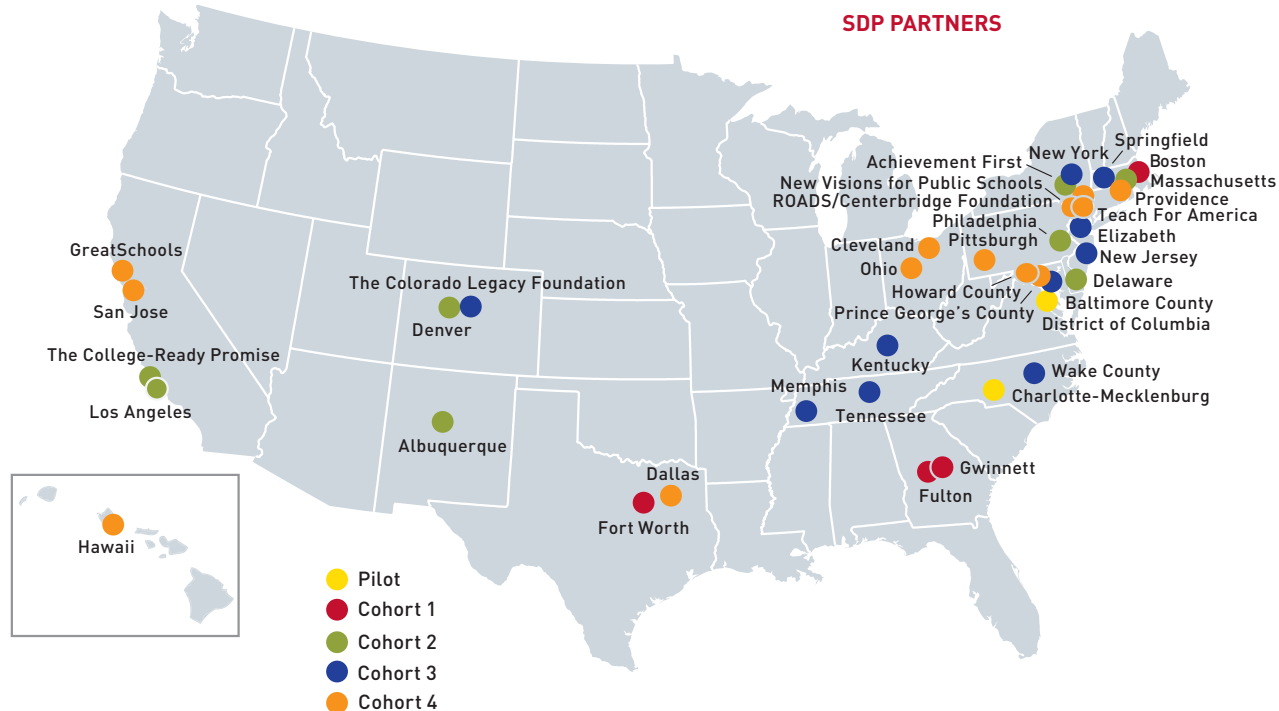 SDP PARTNERS
Springfield
New York
Boston
Achievement First
Massachusetts
New Visions for Public Schools
Providence
ROADS/Centerbridge Foundation
Teach For America
Philadelphia
Elizabeth
Pittsburgh
Cleveland
New Jersey
Ohio
Delaware
Howard County
Baltimore County
Prince George's County
District of Columbia
GreatSchools
San Jose
The Colorado Legacy Foundation
Denver
The College-Ready Promise
Los Angeles
Kentucky
Wake County
Memphis
Charlotte-Mecklenburg
Tennessee
Albuquerque
Gwinnett
Dallas
Fulton
Fort Worth
Hawaii
Pilot
Cohort 1
Cohort 2
Cohort 3
Cohort 4